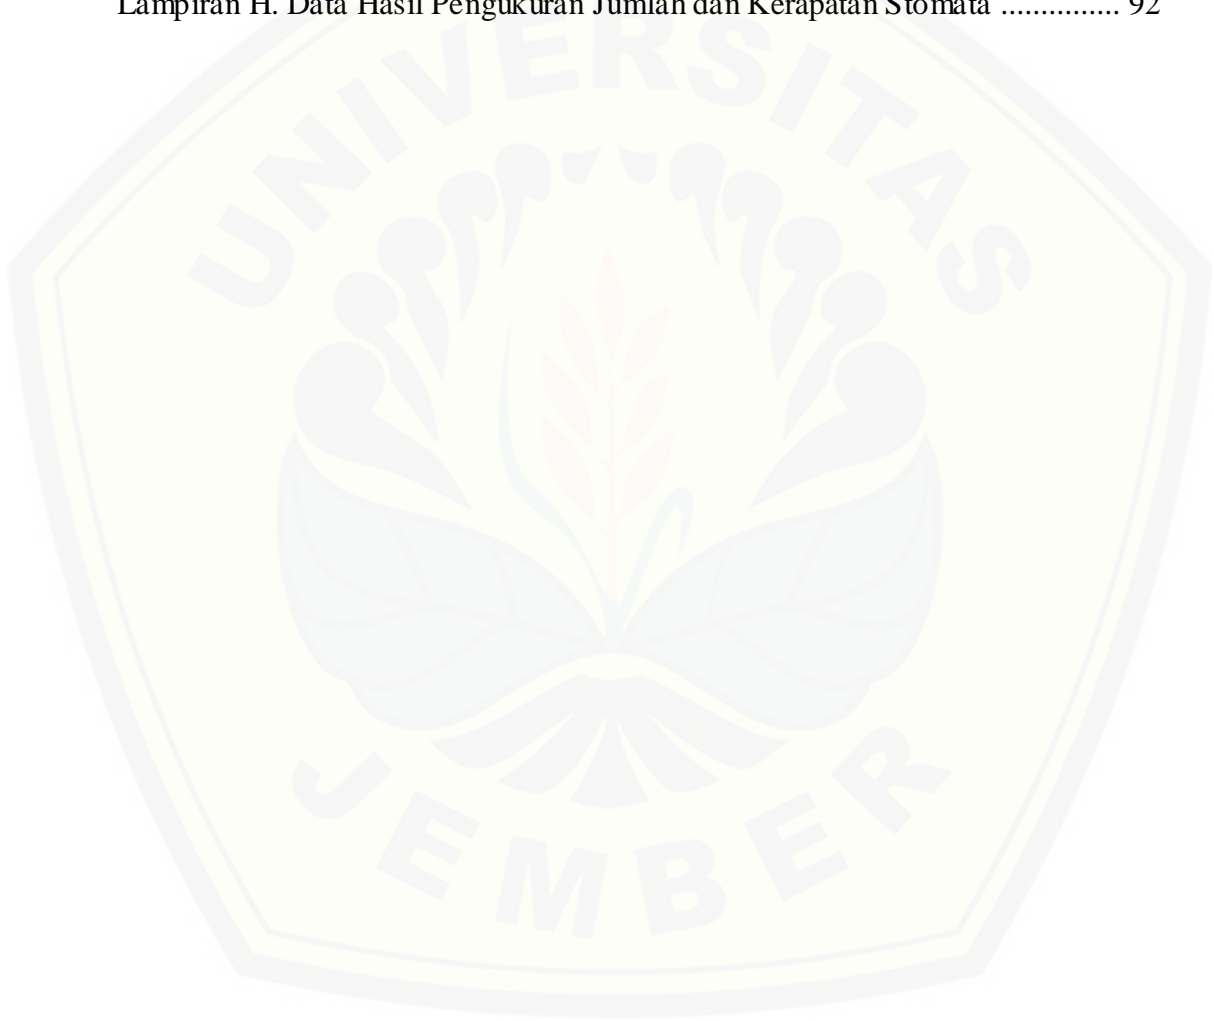 Lampiran H. Data Hasil Pengukuran Jumlah dan Kerapatan Stomata ............... 92
UNIVERSITAS
JEMBER